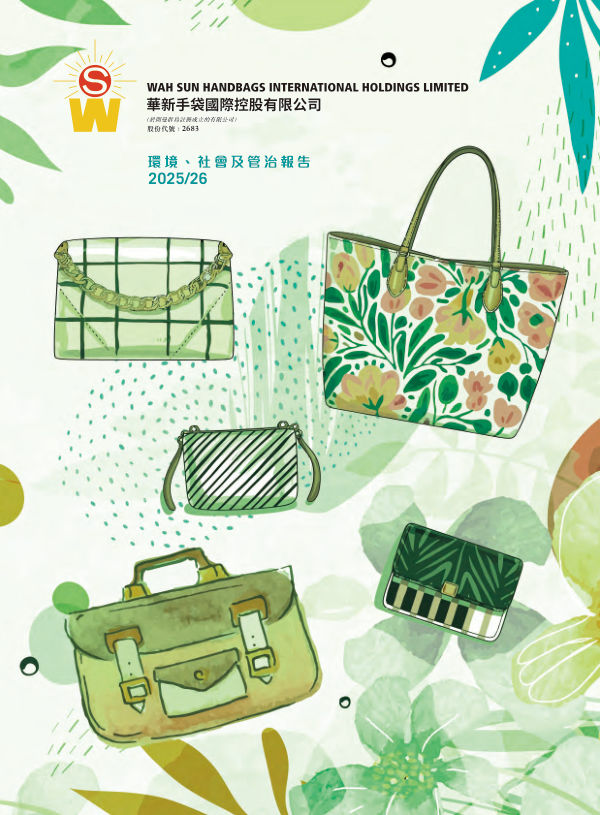 S
W
WAH SUN HANDBAGS INTERNATIONAL HOLDINGS LIMITED
華新手袋國際控股有限公司
(於開曼群島註冊成立的有限公司)
股份代號：2683
環境、社會及管治報告
2025/26